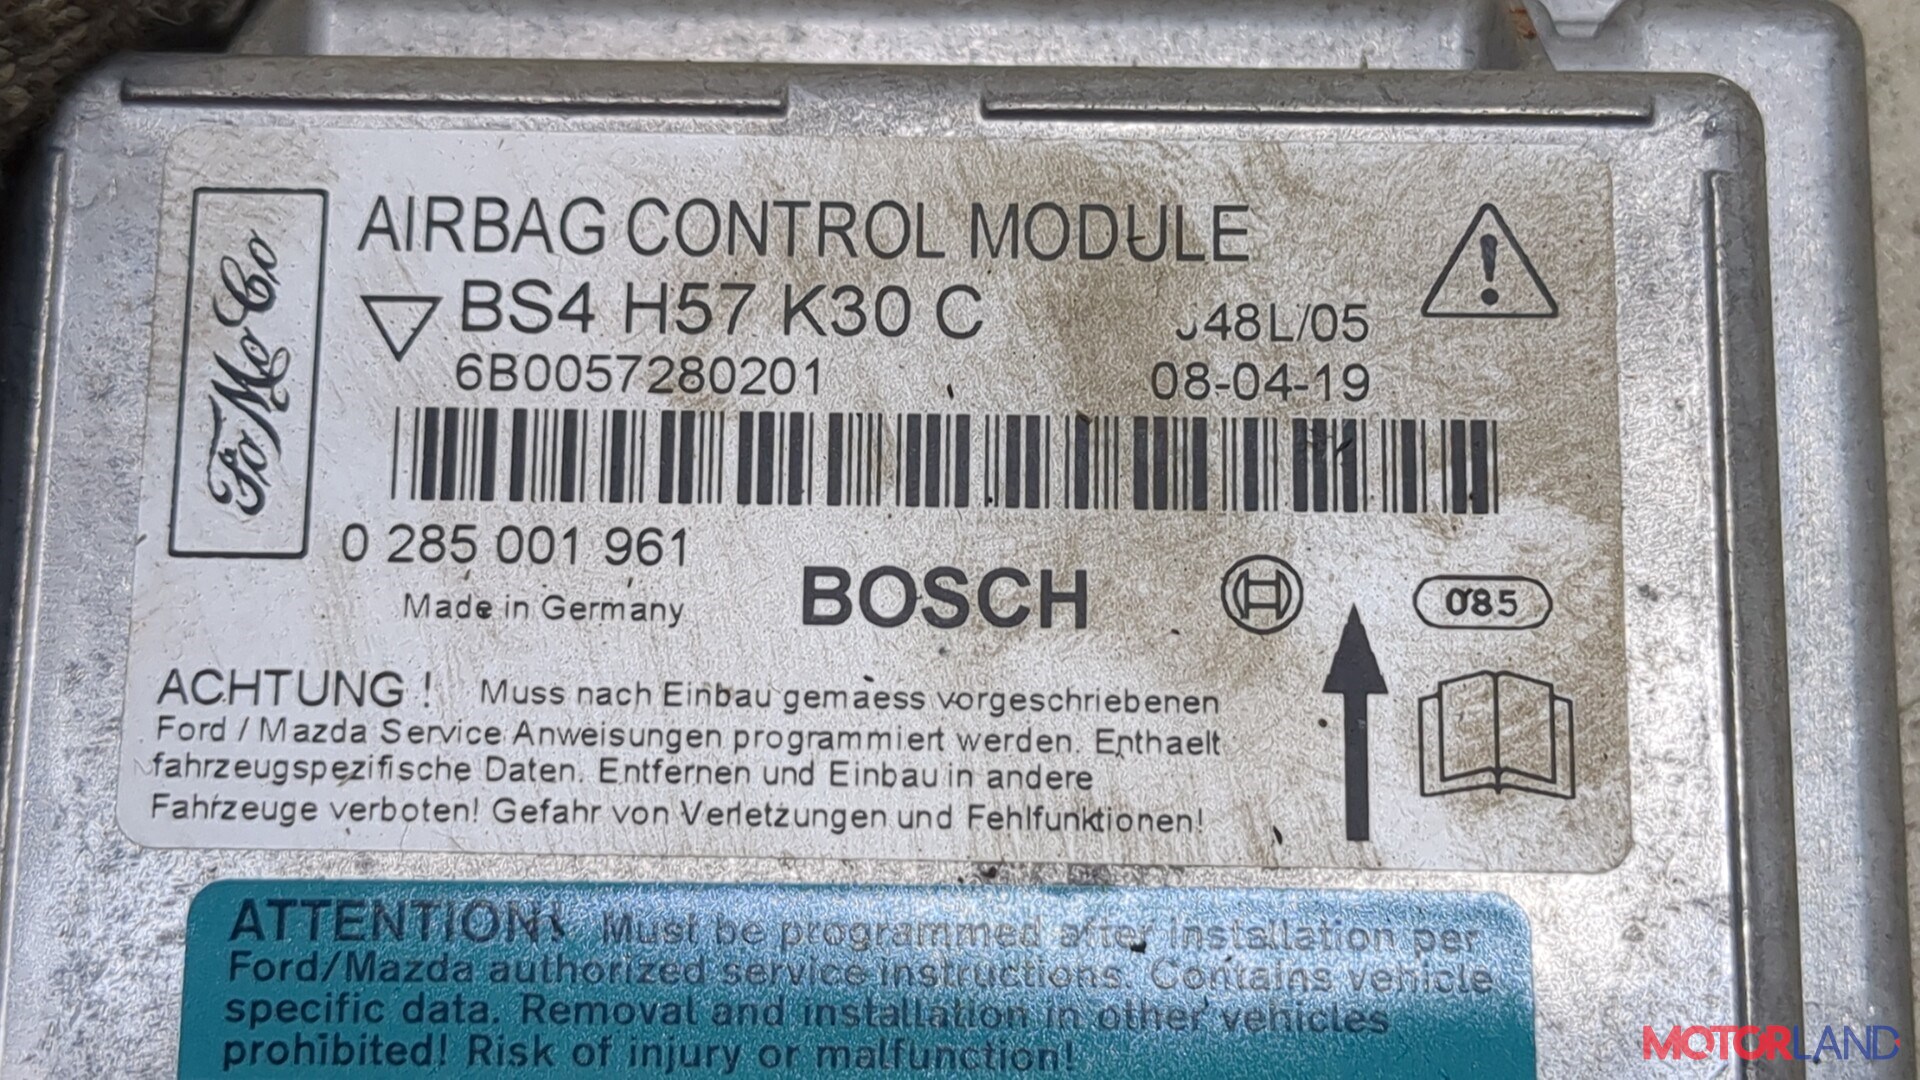 FoMoCo
AIRBAG CONTROL MODULE
BS4 H57 K30 C
J48L/05
6B0057280201
08-04-19
0 285 001 961
Made in Germany
BOSCH
085
ACHTUNG ! Muss nach Einbau gemaess vorgeschriebenen
Ford / Mazda Service Anweisungen programmiert werden. Enthaelt
fahrzeugspezifische Daten. Entfernen und Einbau in andere
Fahrzeuge verboten! Gefahr von Verletzungen und Fehlfunktionen!
ATTENTION! Must be programmed after installation per
Ford/Mazda authorized service instructions. Contains vehicle
specific data. Removal and installation in other vehicles
prohibited! Risk of injury or malfunction!
MOTORLAND